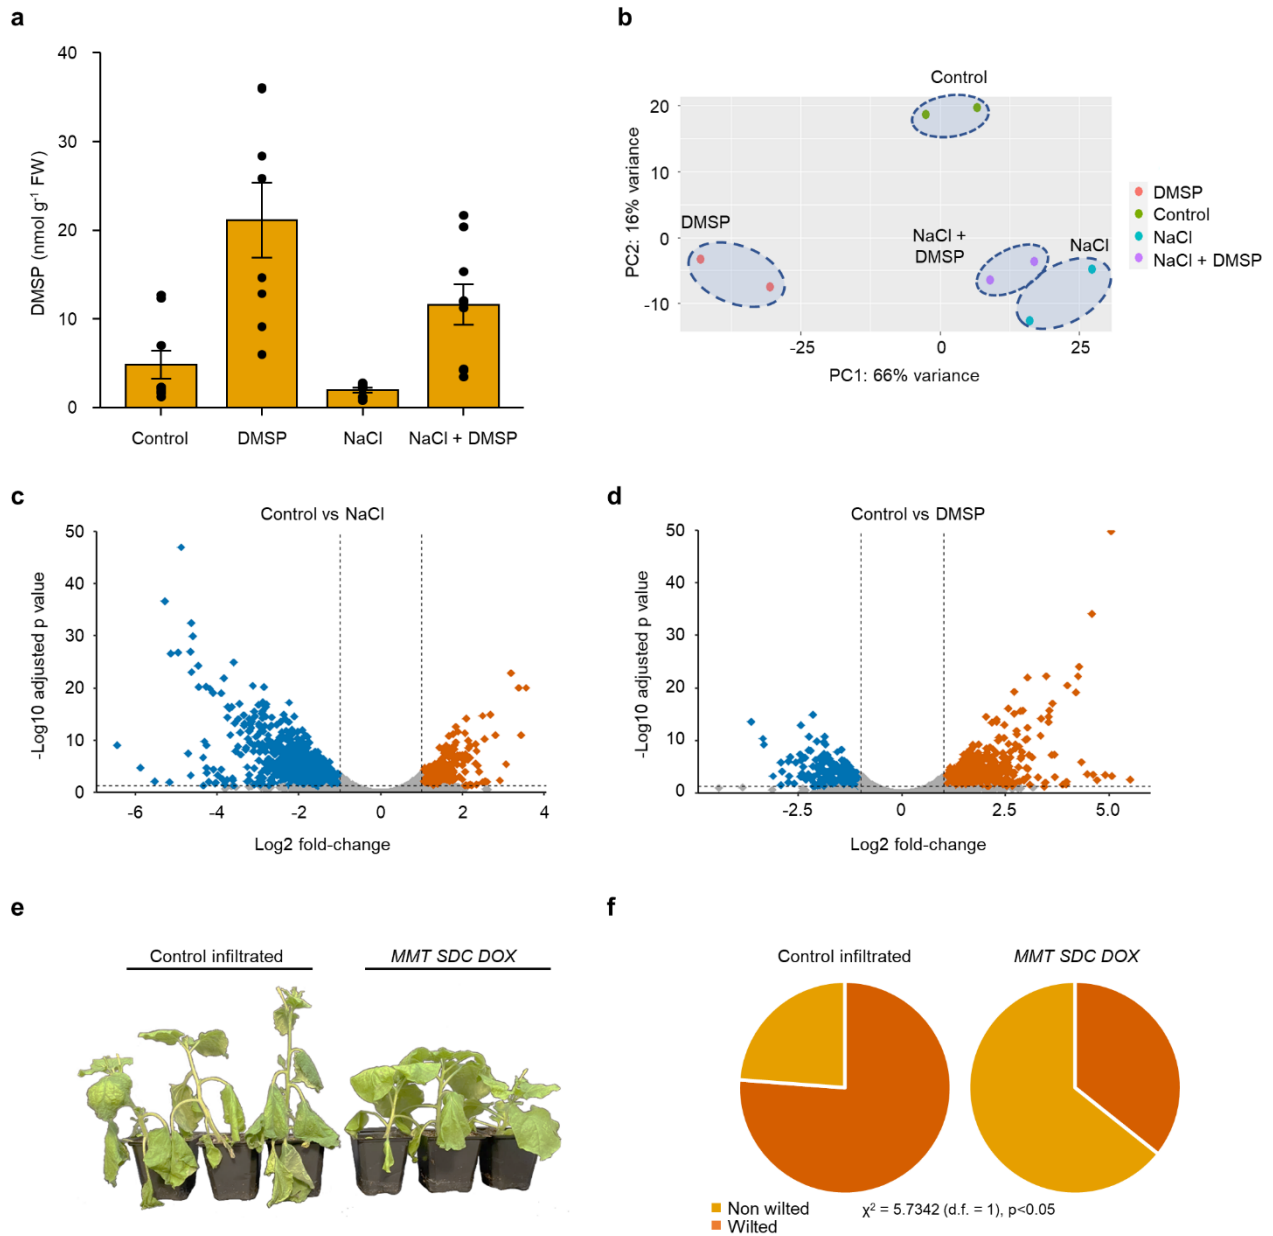 a
40
30
20
10
0
DMSP (nmol g⁻¹ FW)
Control
DMSP
NaCl
NaCl + DMSP
b
Control
DMSP
NaCl +
DMSP
NaCl
20
10
0
-10
PC2: 16% variance
-25
0
25
PC1: 66% variance
DMSP
Control
NaCl
NaCl + DMSP
c
Control vs NaCl
50
40
30
20
10
0
-Log10 adjusted p value
-6
-4
-2
0
2
4
Log2 fold-change
d
Control vs DMSP
50
40
30
20
10
0
-Log10 adjusted p value
-2.5
0
2.5
5.0
Log2 fold-change
e
Control infiltrated
MMT SDC DOX
f
Control infiltrated
MMT SDC DOX
Non wilted
Wilted
χ² = 5.7342 (d.f. = 1), p<0.05